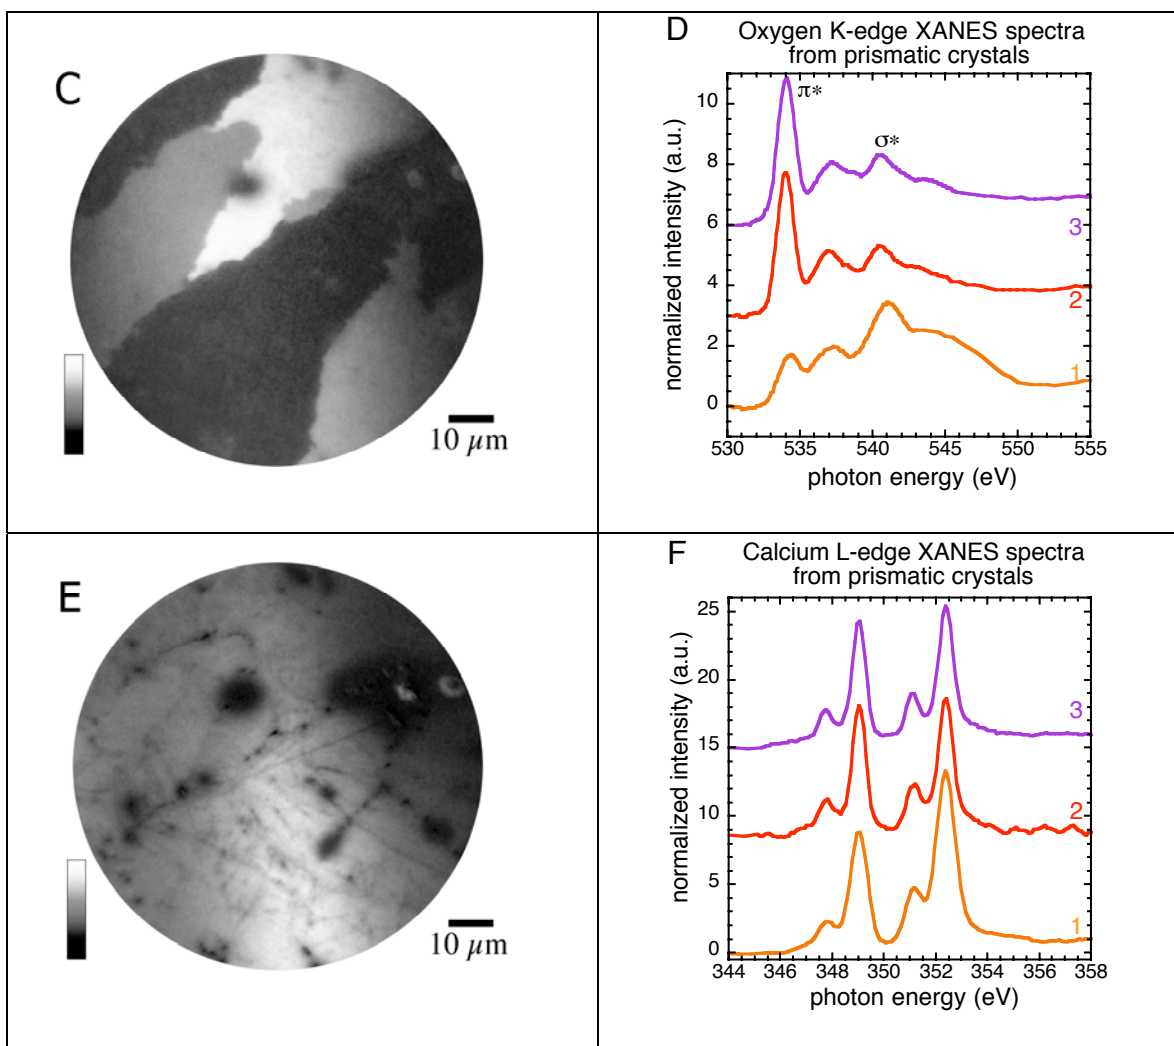 C
10 µm
D
Oxygen K-edge XANES spectra
from prismatic crystals
normalized intensity (a.u.)
10
8
6
4
2
0
π*
σ*
3
2
1
530 535 540 545 550 555
photon energy (eV)
E
10 µm
F
Calcium L-edge XANES spectra
from prismatic crystals
normalized intensity (a.u.)
25
20
15
10
5
0
3
2
1
344 346 348 350 352 354 356 358
photon energy (eV)